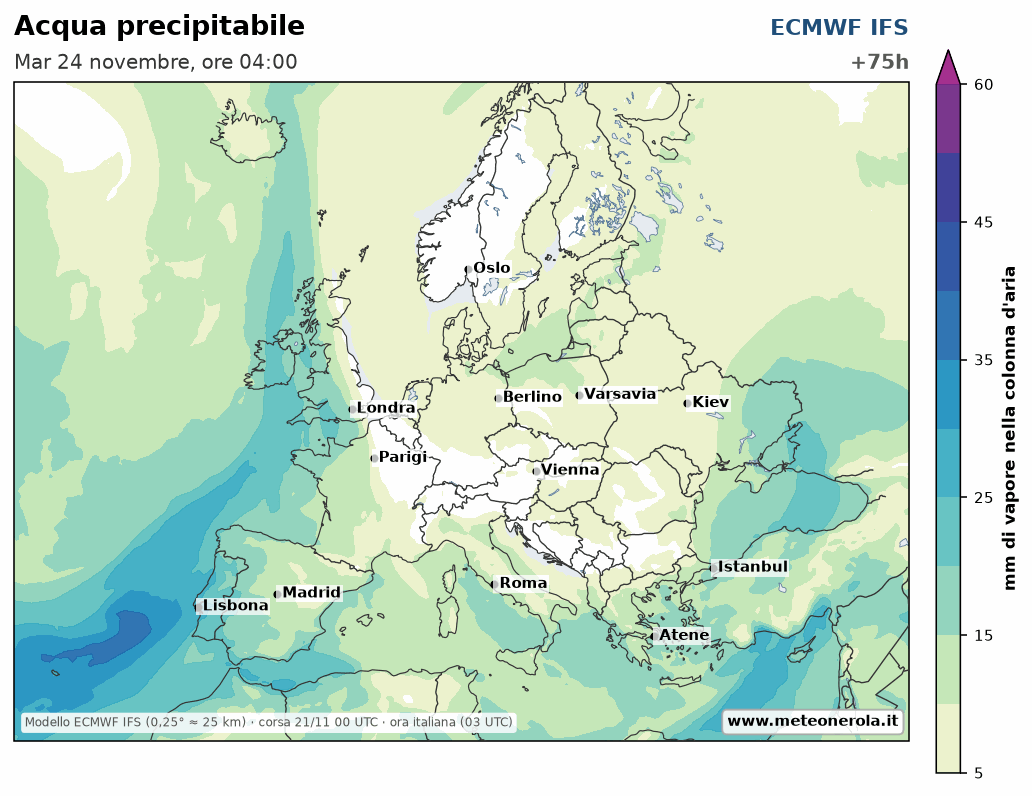 Acqua precipitabile
ECMWF IFS
Mar 24 novembre, ore 04:00
+75h
60
45
35
25
15
5
mm di vapore nella colonna d'aria
Oslo
Londra
Berlino
Varsavia
Kiev
Parigi
Vienna
Istanbul
Roma
Madrid
Lisbona
Atene
Modello ECMWF IFS (0,25° ≈ 25 km) · corsa 21/11 00 UTC · ora italiana (03 UTC)
www.meteonerola.it